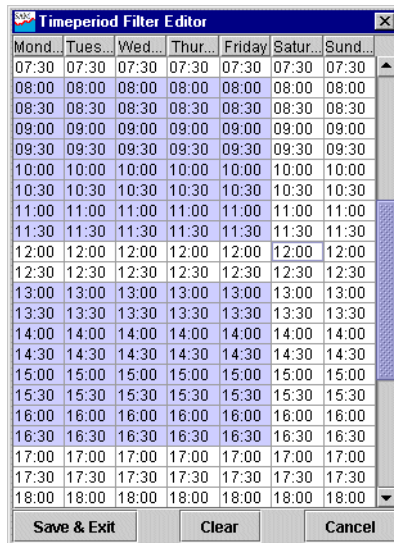 Timeperiod Filter Editor
Mond... Tues... Wed... Thur... Friday Satur... Sund...
07:30 07:30 07:30 07:30 07:30 07:30 07:30
08:00 08:00 08:00 08:00 08:00 08:00 08:00
08:30 08:30 08:30 08:30 08:30 08:30 08:30
09:00 09:00 09:00 09:00 09:00 09:00 09:00
09:30 09:30 09:30 09:30 09:30 09:30 09:30
10:00 10:00 10:00 10:00 10:00 10:00 10:00
10:30 10:30 10:30 10:30 10:30 10:30 10:30
11:00 11:00 11:00 11:00 11:00 11:00 11:00
11:30 11:30 11:30 11:30 11:30 11:30 11:30
12:00 12:00 12:00 12:00 12:00 12:00 12:00
12:30 12:30 12:30 12:30 12:30 12:30 12:30
13:00 13:00 13:00 13:00 13:00 13:00 13:00
13:30 13:30 13:30 13:30 13:30 13:30 13:30
14:00 14:00 14:00 14:00 14:00 14:00 14:00
14:30 14:30 14:30 14:30 14:30 14:30 14:30
15:00 15:00 15:00 15:00 15:00 15:00 15:00
15:30 15:30 15:30 15:30 15:30 15:30 15:30
16:00 16:00 16:00 16:00 16:00 16:00 16:00
16:30 16:30 16:30 16:30 16:30 16:30 16:30
17:00 17:00 17:00 17:00 17:00 17:00 17:00
17:30 17:30 17:30 17:30 17:30 17:30 17:30
18:00 18:00 18:00 18:00 18:00 18:00 18:00
Save & Exit Clear Cancel